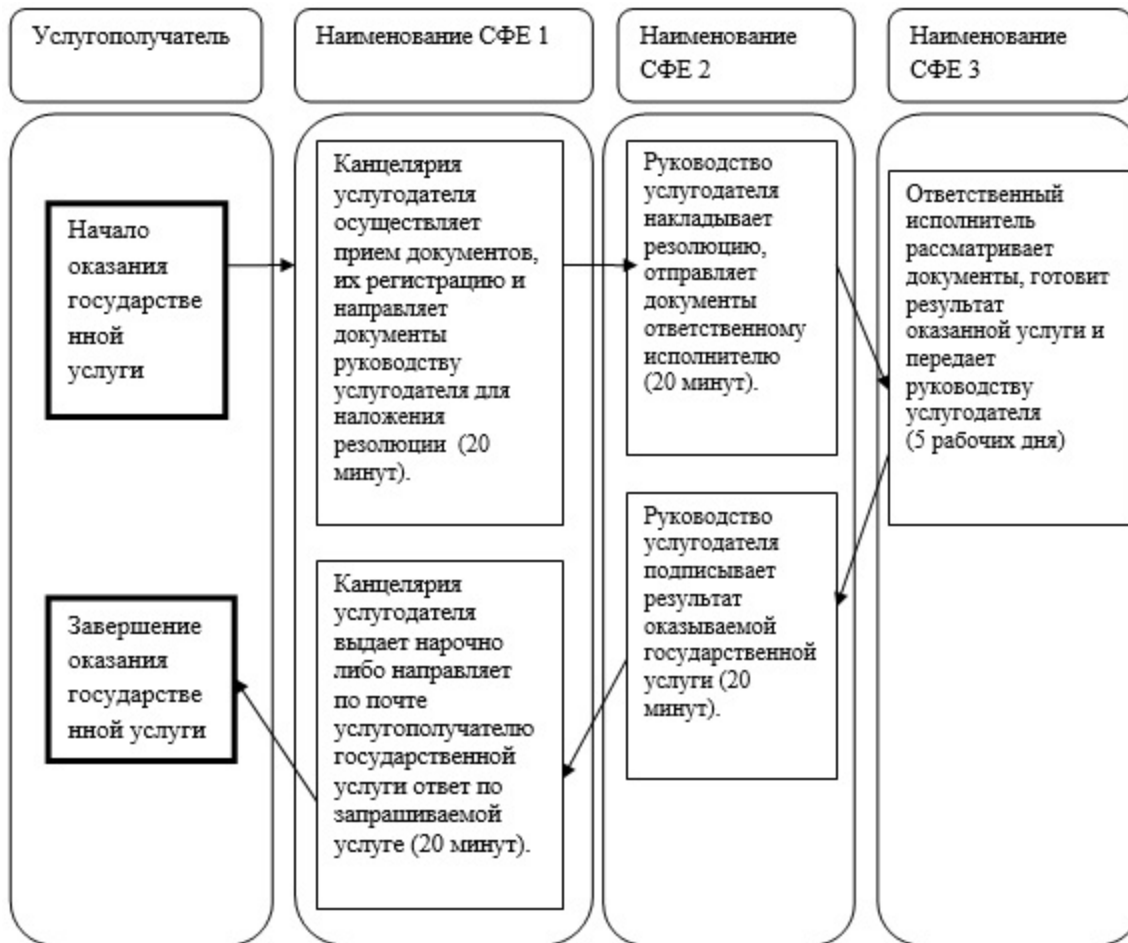 Услугополучатель
Наименование СФЕ 1
Наименование
СФЕ 2
Наименование
СФЕ 3
Начало
оказания
государстве
нной
услуги
Канцелярия
услугодателя
осуществляет
прием документов,
их регистрацию и
направляет
документы
руководству
услугодателя для
наложения
резолюции (20
минут).
Руководство
услугодателя
накладывает
резолюцию,
отправляет
документы
ответственному
исполнителю
(20 минут).
Ответственный
исполнитель
рассматривает
документы, готовит
результат
оказанной услуги и
передает
руководству
услугодателя
(5 рабочих дня)
Руководство
услугодателя
подписывает
результат
оказываемой
государственной
услуги (20
минут).
Канцелярия
услугодателя
выдает нарочно
либо направляет
по почте
услугополучателю
государственной
услуги ответ по
запрашиваемой
услуге (20 минут).
Завершение
оказания
государстве
нной услуги